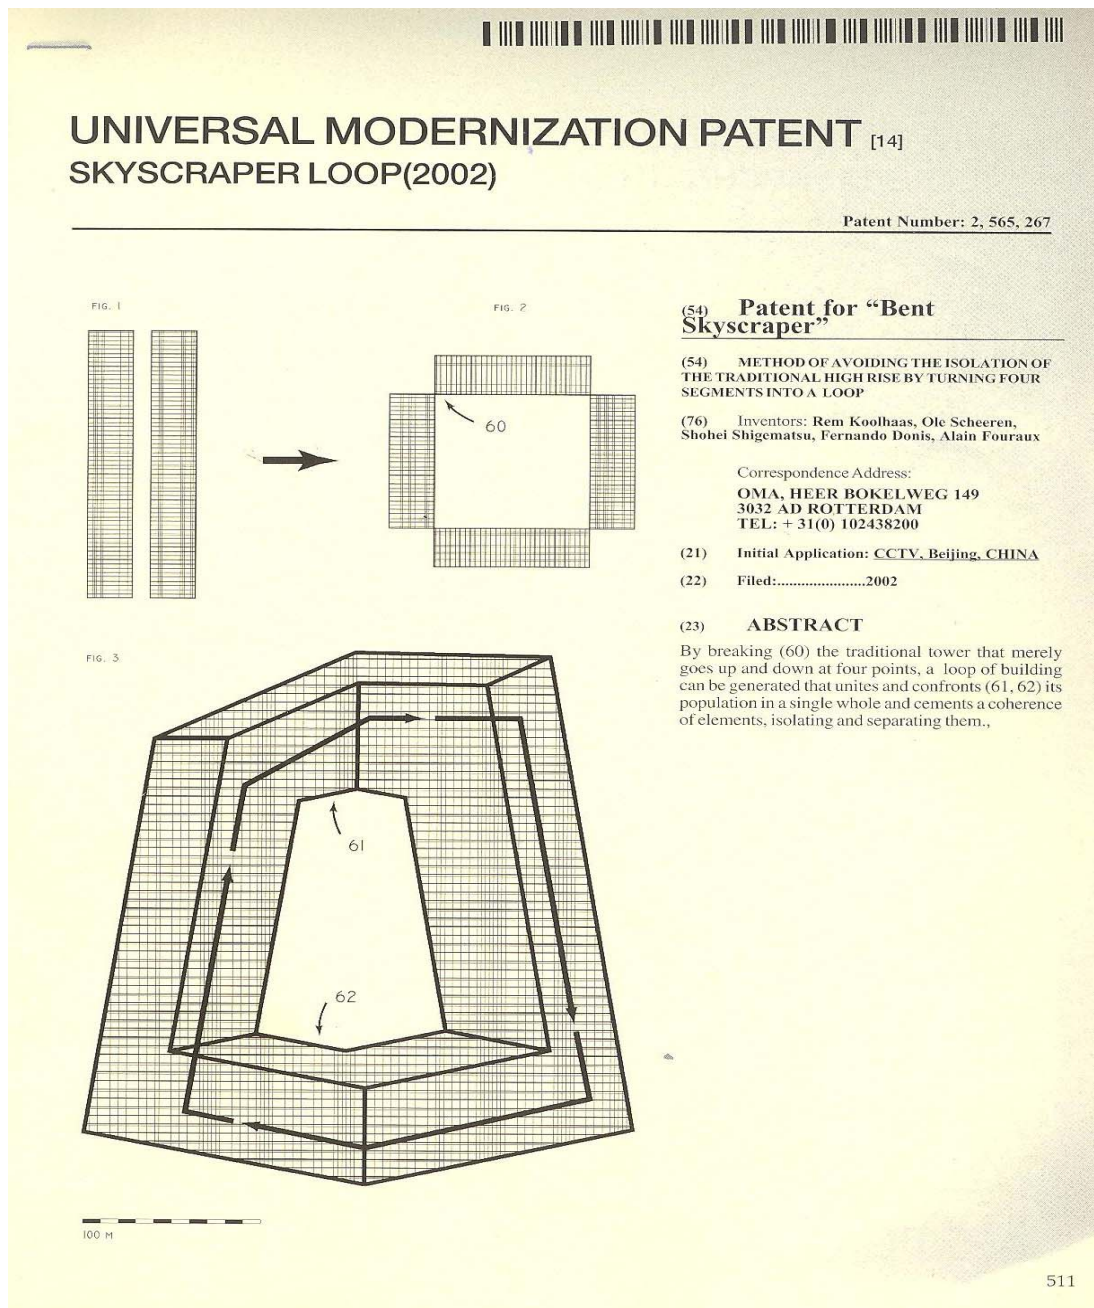 UNIVERSAL MODERNIZATION PATENT [14]
SKYSCRAPER LOOP(2002)
Patent Number: 2, 565, 267
FIG. 1
FIG. 2
60
(54) Patent for “Bent
Skyscraper”
(54) METHOD OF AVOIDING THE ISOLATION OF
THE TRADITIONAL HIGH RISE BY TURNING FOUR
SEGMENTS INTO A LOOP
(76) Inventors: Rem Koolhaas, Ole Scheeren,
Shohei Shigematsu, Fernando Donis, Alain Fouraux
Correspondence Address:
OMA, HEER BOKELWEG 149
3032 AD ROTTERDAM
TEL: + 31(0) 102438200
(21) Initial Application: CCTV, Beijing, CHINA
(22) Filed:......................2002
(23) ABSTRACT
By breaking (60) the traditional tower that merely
goes up and down at four points, a loop of building
can be generated that unites and confronts (61, 62) its
population in a single whole and cements a coherence
of elements, isolating and separating them.,
FIG. 3
61
62
100 M
511